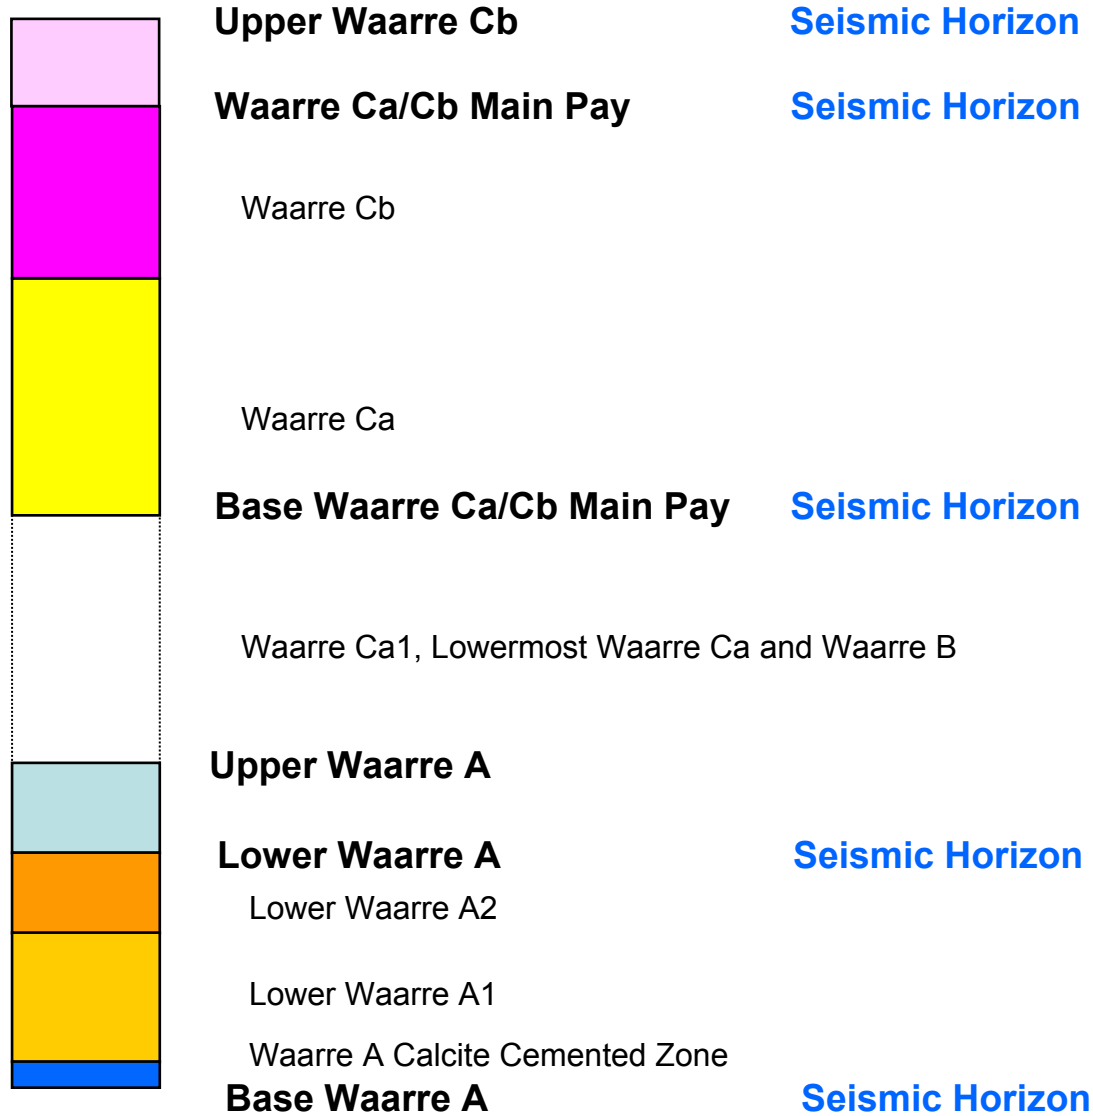 Upper Waarre Cb Seismic Horizon
Waarre Ca/Cb Main Pay Seismic Horizon
Waarre Cb
Waarre Ca
Base Waarre Ca/Cb Main Pay Seismic Horizon
Waarre Ca1, Lowermost Waarre Ca and Waarre B
Upper Waarre A
Lower Waarre A Seismic Horizon
Lower Waarre A2
Lower Waarre A1
Waarre A Calcite Cemented Zone
Base Waarre A Seismic Horizon